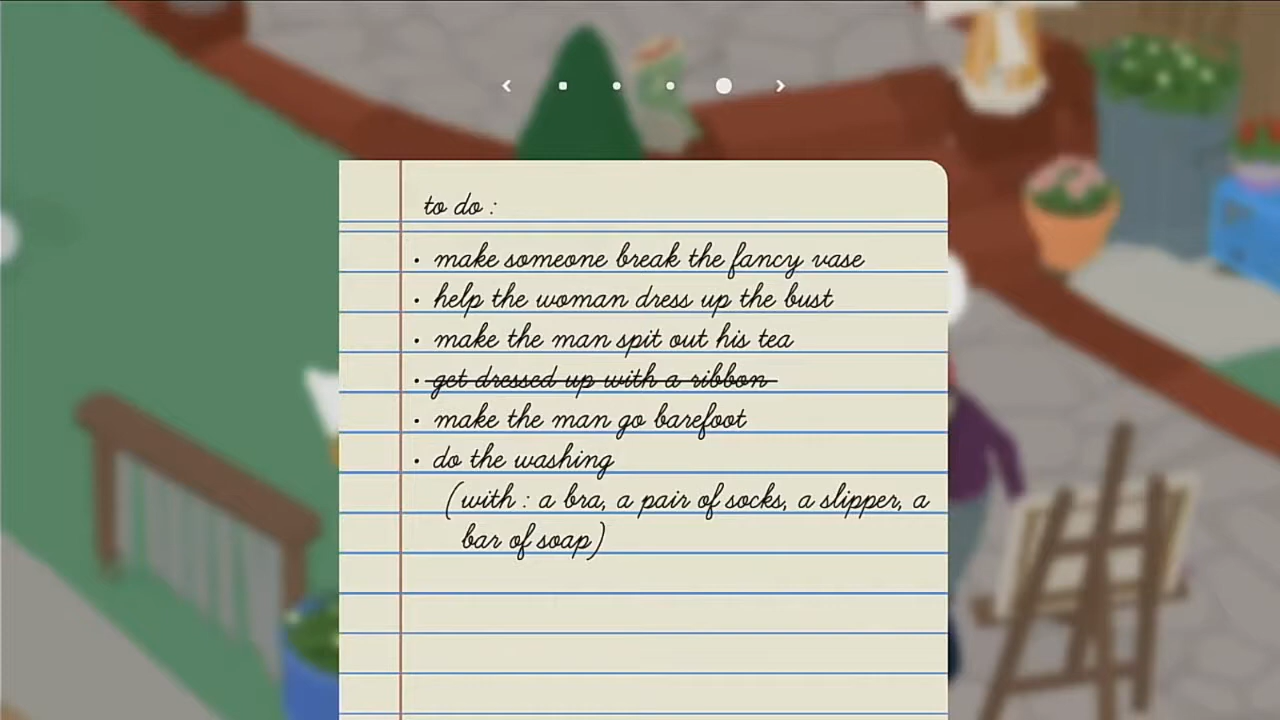 to do :
• make someone break the fancy vase
• help the woman dress up the bust
• make the man spit out his tea
• get dressed up with a ribbon
• make the man go barefoot
• do the washing
(with : a bra, a pair of socks, a slipper, a
bar of soap)